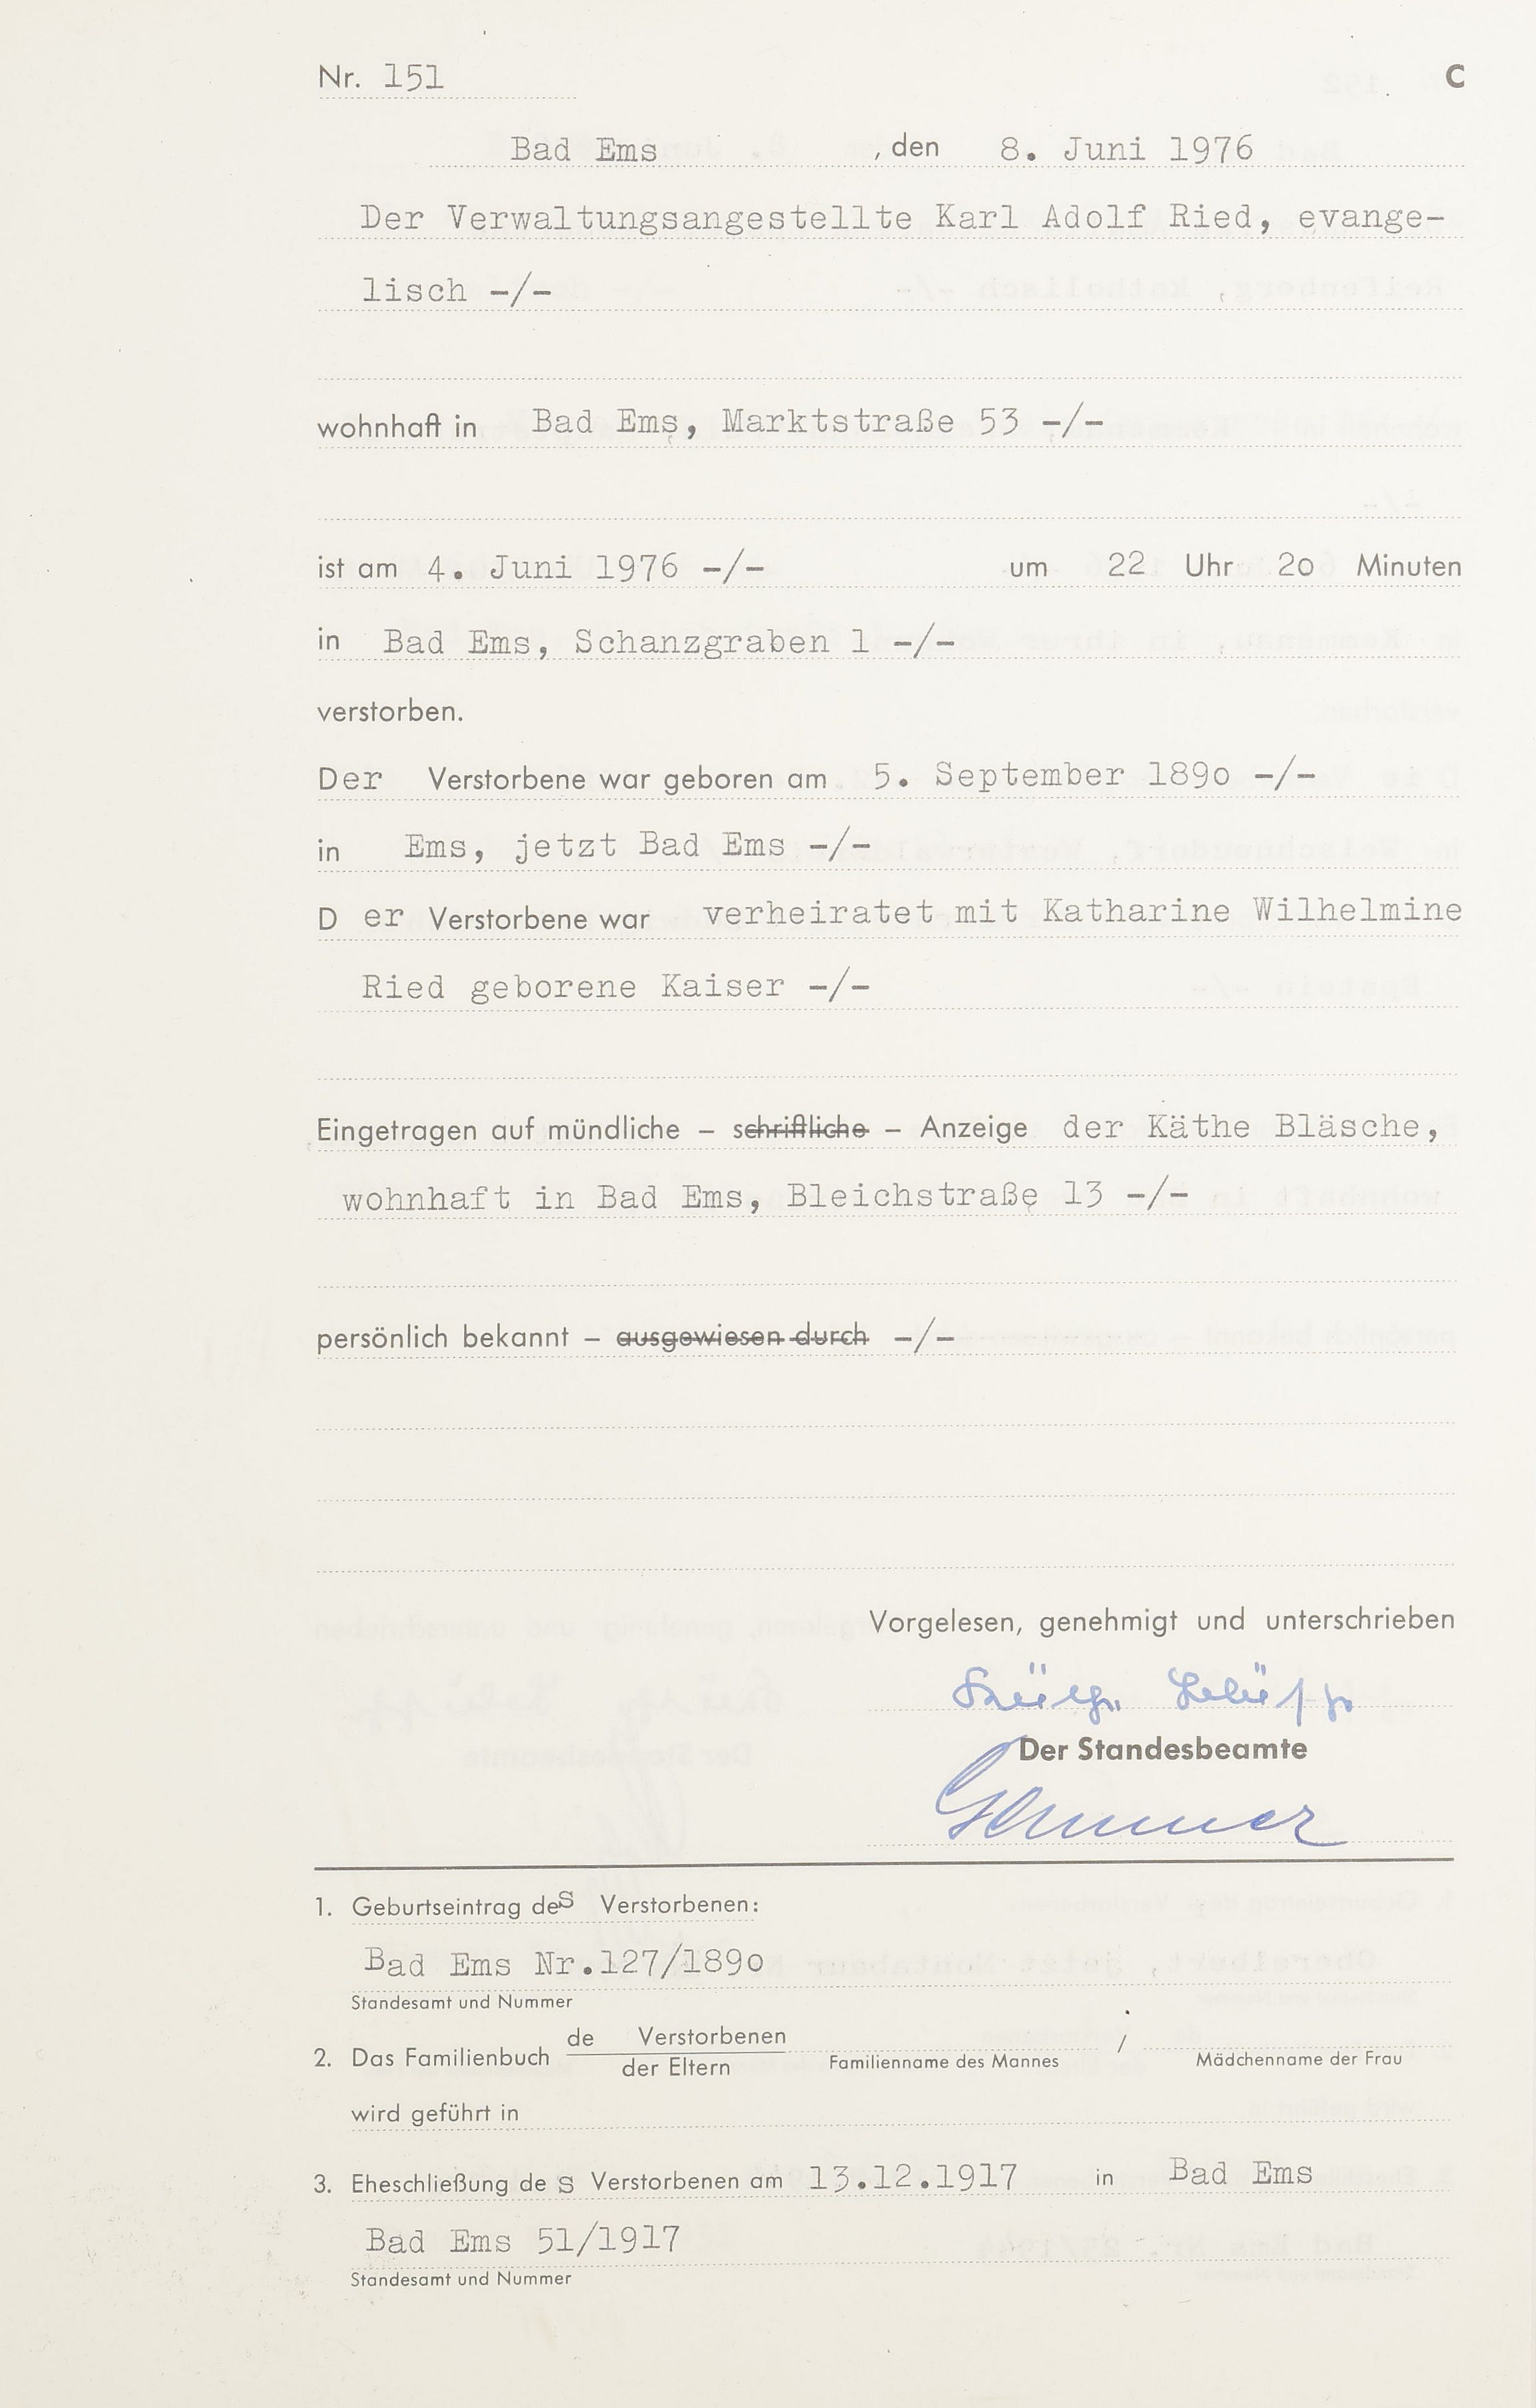 Nr. 151
C
Bad Ems , den 8. Juni 1976
Der Verwaltungsangestellte Karl Adolf Ried, evange-
lisch -/-
wohnhaft in Bad Ems, Marktstraße 53 -/-
ist am 4. Juni 1976 -/- um 22 Uhr 2o Minuten
in Bad Ems, Schanzgraben 1 -/-
verstorben.
Der Verstorbene war geboren am 5. September 189o -/-
in Ems, jetzt Bad Ems -/-
D er Verstorbene war verheiratet mit Katharine Wilhelmine
Ried geborene Kaiser -/-
Eingetragen auf mündliche – schriftliche – Anzeige der Käthe Bläsche,
wohnhaft in Bad Ems, Bleichstraße 13 -/-
persönlich bekannt – ausgewiesen durch -/-
Vorgelesen, genehmigt und unterschrieben
Der Standesbeamte
1. Geburtseintrag des Verstorbenen:
Bad Ems Nr.127/189o
Standesamt und Nummer
2. Das Familienbuch de Verstorbenen / der Eltern
Familienname des Mannes / Mädchenname der Frau
wird geführt in
3. Eheschließung de s Verstorbenen am 13.12.1917 in Bad Ems
Bad Ems 51/1917
Standesamt und Nummer